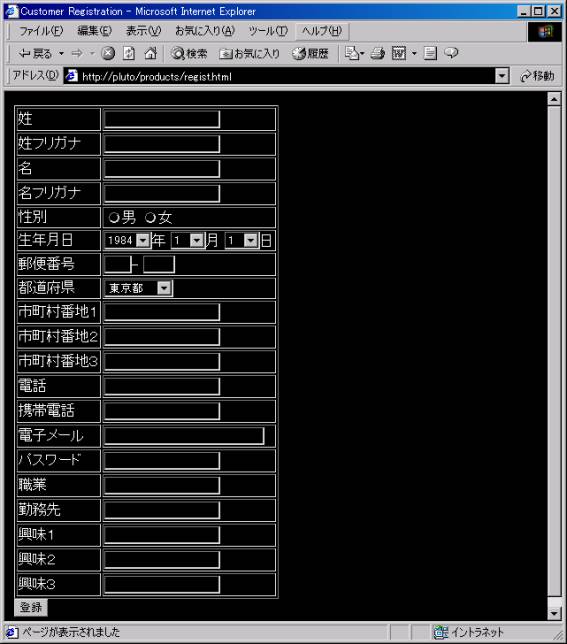 Customer Registration - Microsoft Internet Explorer
ファイル(F) 編集(E) 表示(V) お気に入り(A) ツール(T) ヘルプ(H)
戻る 検索 お気に入り 履歴
アドレス(D) http://pluto/products/regist.html 移動
姓
姓フリガナ
名
名フリガナ
性別 男 女
生年月日 1984 年 1 月 1 日
郵便番号 -
都道府県 東京都
市町村番地1
市町村番地2
市町村番地3
電話
携帯電話
電子メール
パスワード
職業
勤務先
興味1
興味2
興味3
登録
ページが表示されました イントラネット